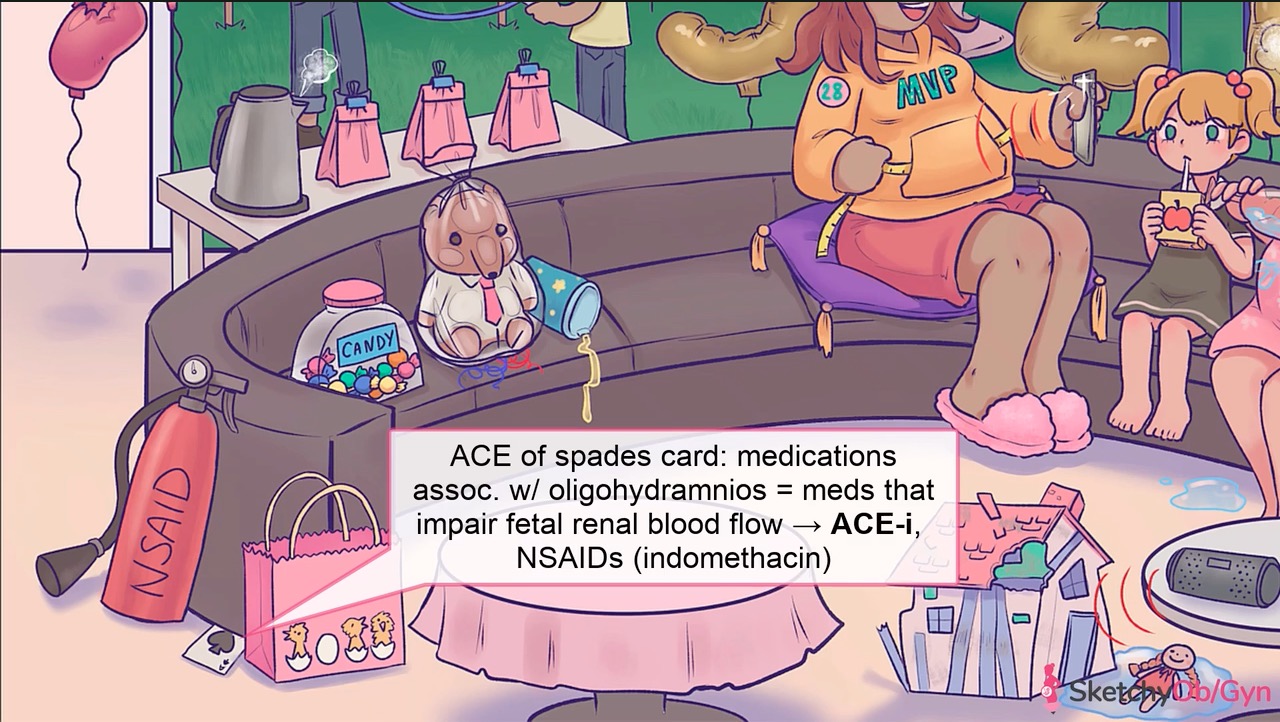 MVP
28
CANDY
NSAID
ACE of spades card: medications
assoc. w/ oligohydramnios = meds that
impair fetal renal blood flow → ACE-i,
NSAIDs (indomethacin)
SketchyOb/Gyn